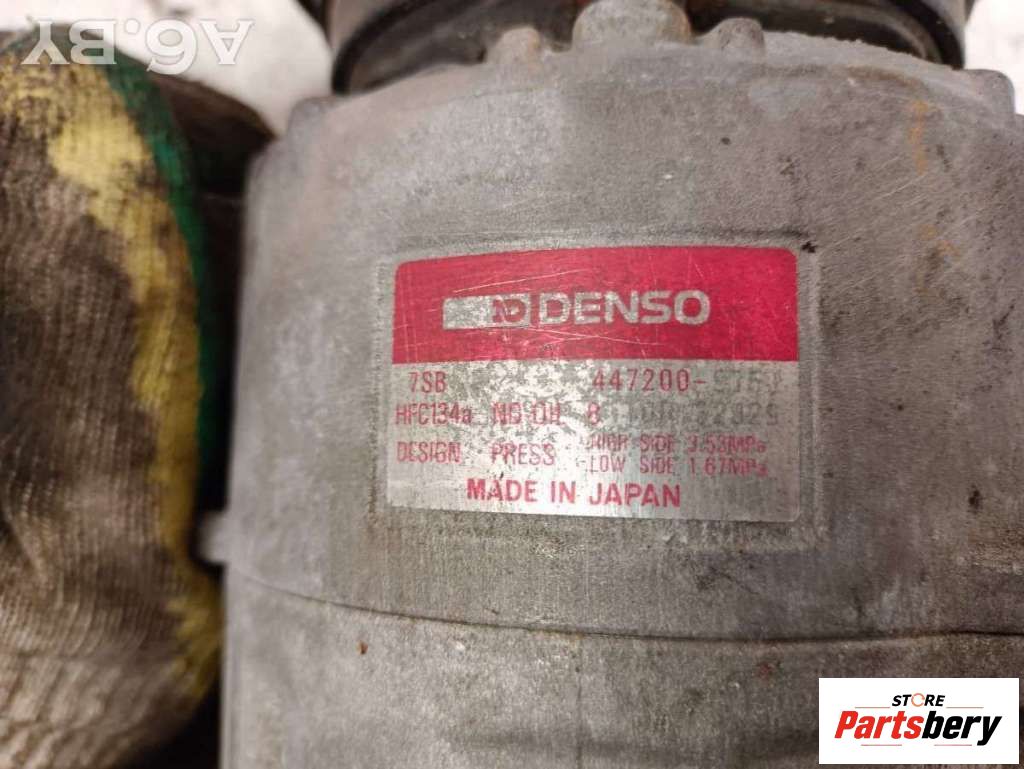 A6.BY
DENSO
7SB 447200-
HFC134a ND-OIL 8
DESIGN PRESS HIGH SIDE 3.53MPa
LOW SIDE 1.67MPa
MADE IN JAPAN
STORE
Partsbery